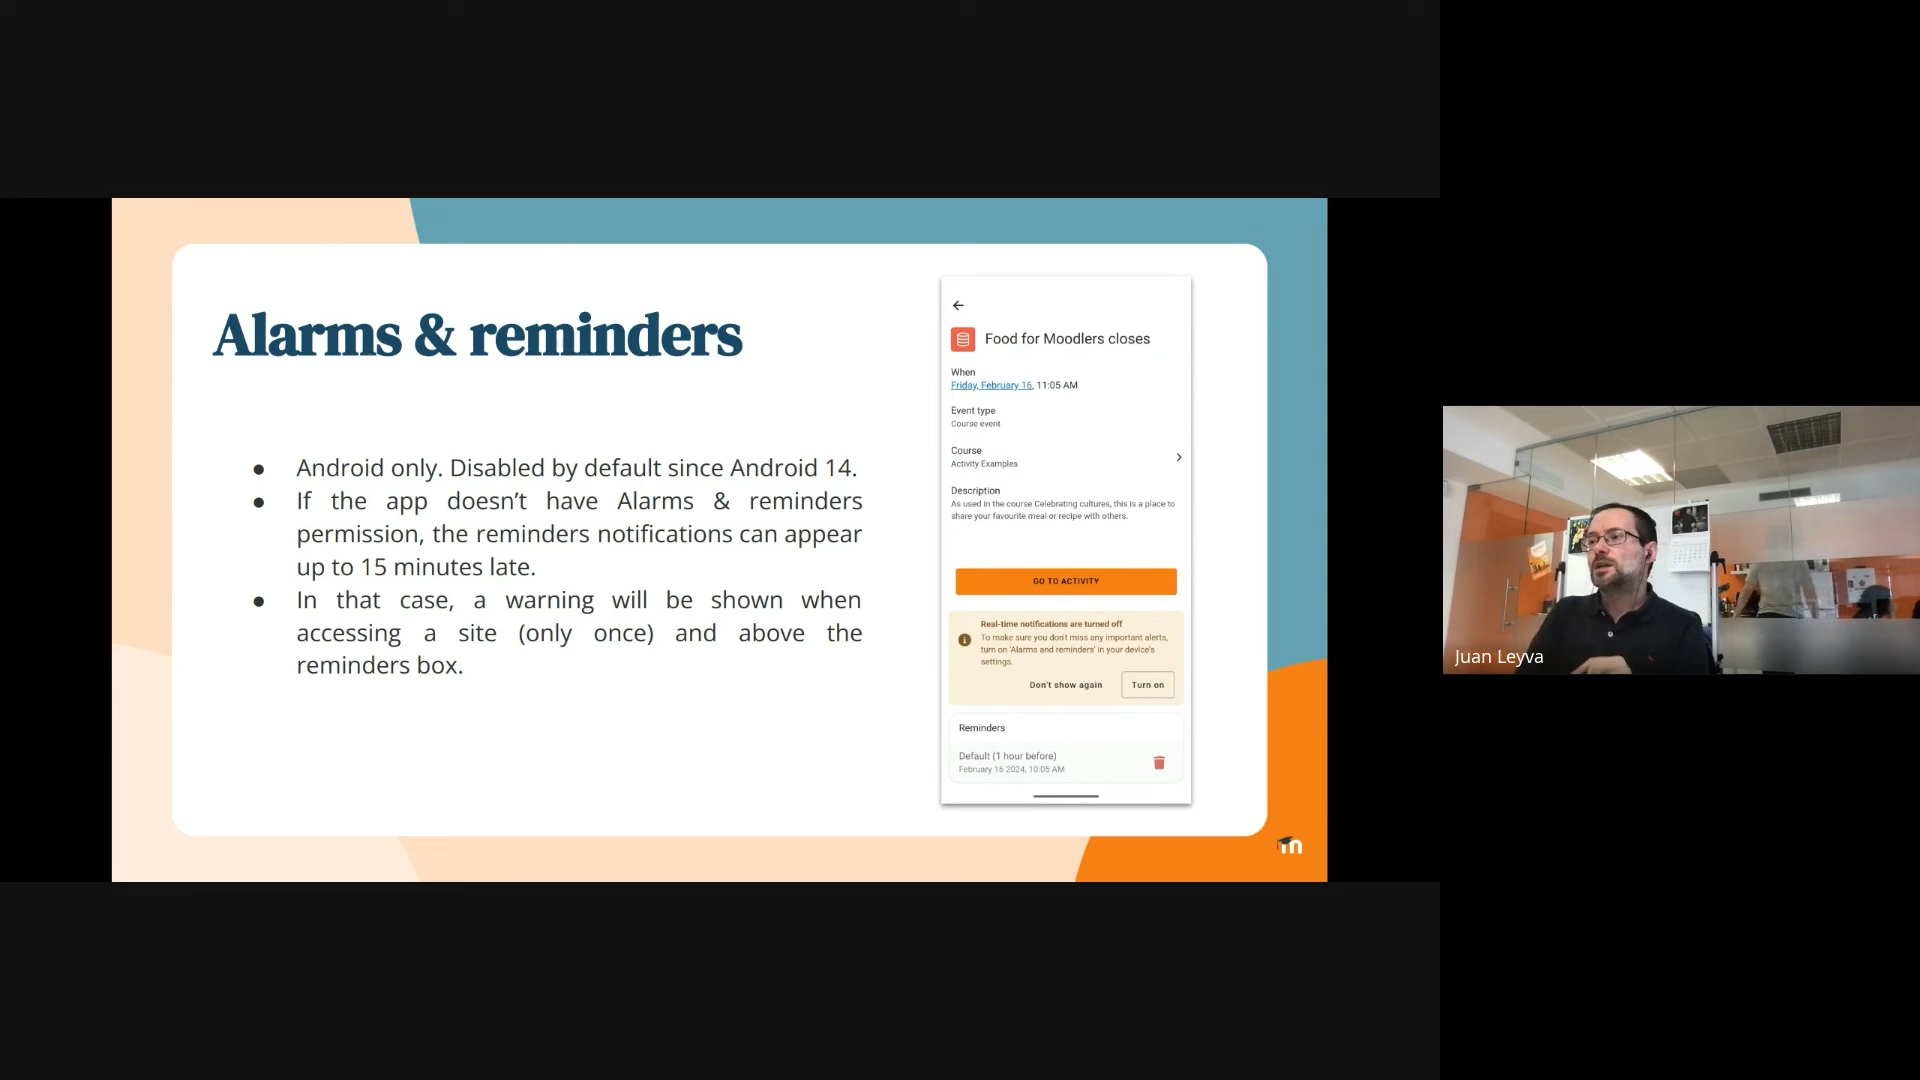 Alarms & reminders
● Android only. Disabled by default since Android 14.
● If the app doesn't have Alarms & reminders
permission, the reminders notifications can appear
up to 15 minutes late.
● In that case, a warning will be shown when
accessing a site (only once) and above the
reminders box.
Food for Moodlers closes
When
Friday, February 16, 11:05 AM
Event type
Course event
Course
Activity Examples
Description
As used in the course Celebrating cultures, this is a place to
share your favourite meal or recipe with others.
GO TO ACTIVITY
Real-time notifications are turned off
To make sure you don't miss any important alerts,
turn on 'Alarms and reminders' in your device's
settings.
Don't show again Turn on
Reminders
Default (1 hour before)
February 16 2024, 10:05 AM
m
Juan Leyva